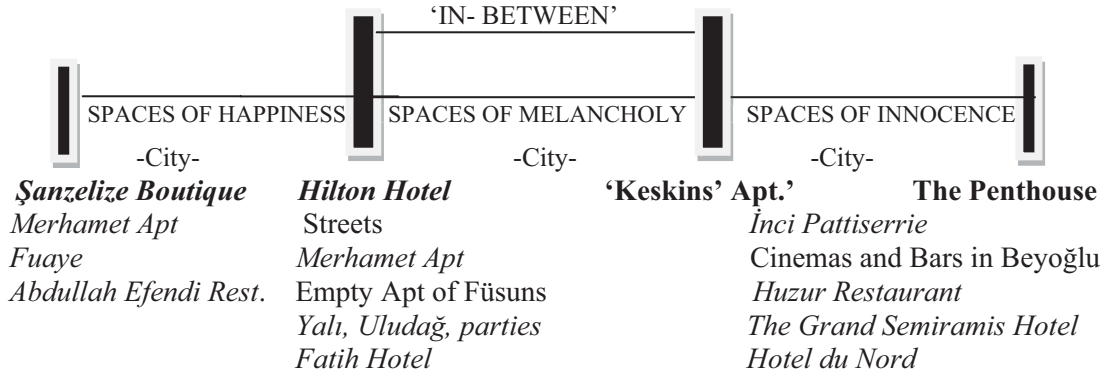 ‘IN- BETWEEN’
SPACES OF HAPPINESS SPACES OF MELANCHOLY SPACES OF INNOCENCE
-City- -City- -City-
Şanzelize Boutique Hilton Hotel ‘Keskins’ Apt.’ The Penthouse
Merhamet Apt Streets İnci Pattiserrie
Fuaye Merhamet Apt Cinemas and Bars in Beyoğlu
Abdullah Efendi Rest. Empty Apt of Füsuns Huzur Restaurant
Yalı, Uludağ, parties The Grand Semiramis Hotel
Fatih Hotel Hotel du Nord